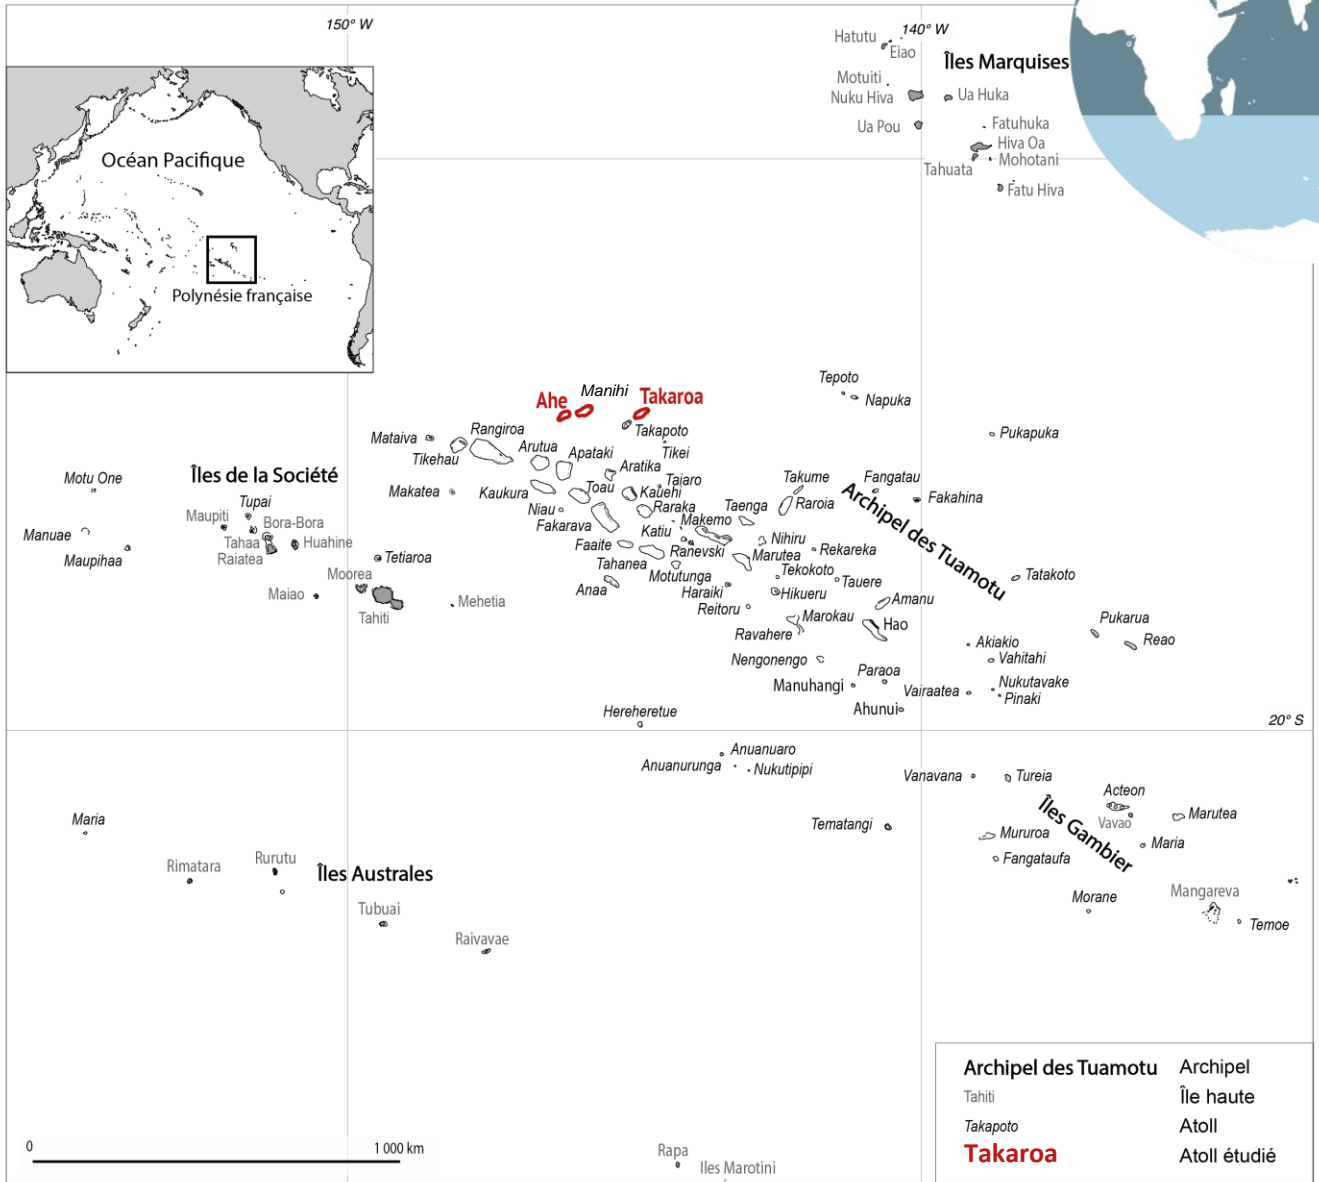 150° W
140° W
Hatutu
Eiao
Îles Marquises
Motuiti
Nuku Hiva
Ua Huka
Ua Pou
Fatuhuka
Hiva Oa
Mohotani
Tahuata
Fatu Hiva
Océan Pacifique
Polynésie française
Tepoto
Napuka
Ahe
Manihi
Takaroa
Pukapuka
Mataiva
Rangiroa
Takapoto
Tikehau
Arutua
Apataki
Tikei
Aratika
Îles de la Société
Motu One
Makatea
Kaukura
Toau
Kauehi
Taiaro
Takume
Fangatau
Fakahina
Raroia
Archipel des Tuamotu
Tupai
Maupiti
Bora-Bora
Niau
Fakarava
Raraka
Taenga
Katiu
Makemo
Manuae
Tahaa
Huahine
Raiatea
Maupihaa
Tetiaroa
Faaite
Ranevski
Nihiru
Marutea
Rekareka
Tahanea
Motutunga
Tekokoto
Tauere
Tatakoto
Moorea
Maiao
Tahiti
Mehetia
Anaa
Haraiki
Hikueru
Amanu
Reitoru
Marokau
Hao
Ravahere
Pukarua
Reao
Akiakio
Nengonengo
Vahitahi
Paraoa
Manuhangi
Vairaatea
Nukutavake
Pinaki
Ahunui
Hereheretue
20° S
Anuanuaro
Anuanurunga
Nukutipipi
Vanavana
Tureia
Acteon
Îles Gambier
Vavao
Marutea
Maria
Tematangi
Mururoa
Maria
Fangataufa
Rimatara
Rurutu
Îles Australes
Morane
Mangareva
Temoe
Tubuai
Raivavae
Rapa
Iles Marotini
0
1 000 km
Archipel des Tuamotu Archipel
Tahiti Île haute
Takapoto Atoll
Takaroa Atoll étudié